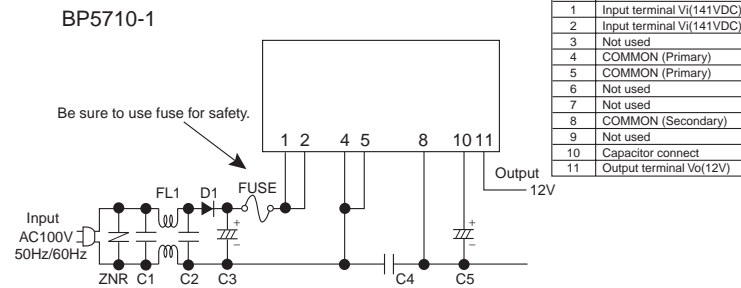 BP5710-1
1 Input terminal Vi(141VDC)
2 Input terminal Vi(141VDC)
3 Not used
4 COMMON (Primary)
5 COMMON (Primary)
6 Not used
7 Not used
8 COMMON (Secondary)
9 Not used
10 Capacitor connect
11 Output terminal Vo(12V)
Be sure to use fuse for safety.
1 2 4 5 8 10 11
Output
12V
FL1 D1 FUSE
Input
AC100V
50Hz/60Hz
+ +
− −
ZNR C1 C2 C3 C4 C5